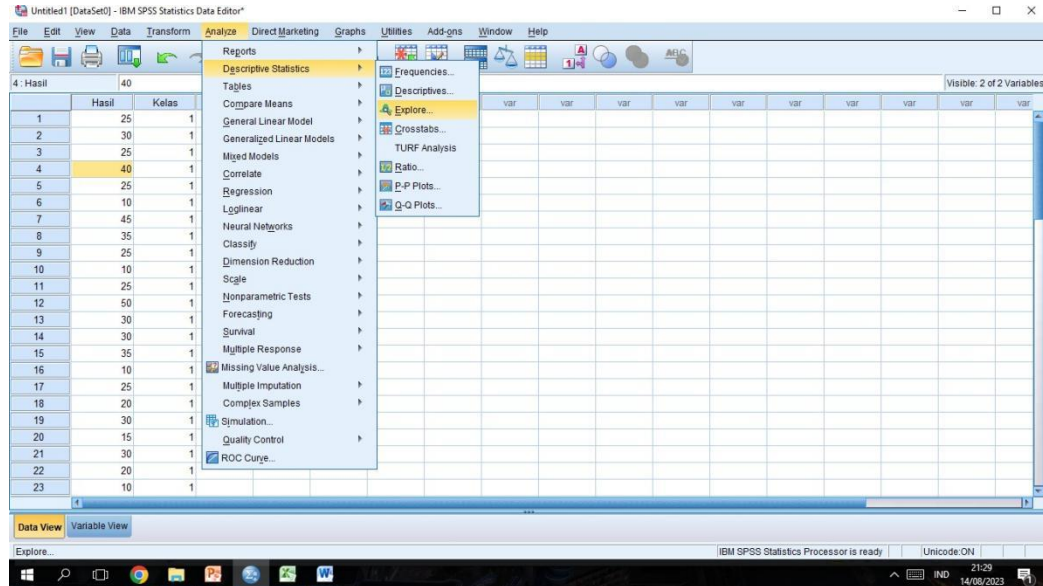 Untitled1 [DataSet0] - IBM SPSS Statistics Data Editor*
File Edit View Data Transform Analyze Direct Marketing Graphs Utilities Add-ons Window Help
4 : Hasil 40 Visible: 2 of 2 Variables
Hasil Kelas var var var var var var var var var var
1 25 1
2 30 1
3 25 1
4 40 1
5 25 1
6 10 1
7 45 1
8 35 1
9 25 1
10 10 1
11 25 1
12 50 1
13 30 1
14 30 1
15 35 1
16 10 1
17 25 1
18 20 1
19 30 1
20 15 1
21 30 1
22 20 1
23 10 1
Reports
Descriptive Statistics
Tables
Compare Means
General Linear Model
Generalized Linear Models
Mixed Models
Correlate
Regression
Loglinear
Neural Networks
Classify
Dimension Reduction
Scale
Nonparametric Tests
Forecasting
Survival
Multiple Response
Missing Value Analysis...
Multiple Imputation
Complex Samples
Simulation...
Quality Control
ROC Curve...
Frequencies...
Descriptives...
Explore...
Crosstabs...
TURF Analysis
Ratio...
P-P Plots...
Q-Q Plots...
Data View Variable View
Explore... IBM SPSS Statistics Processor is ready Unicode:ON
IND 21:29
14/08/2023